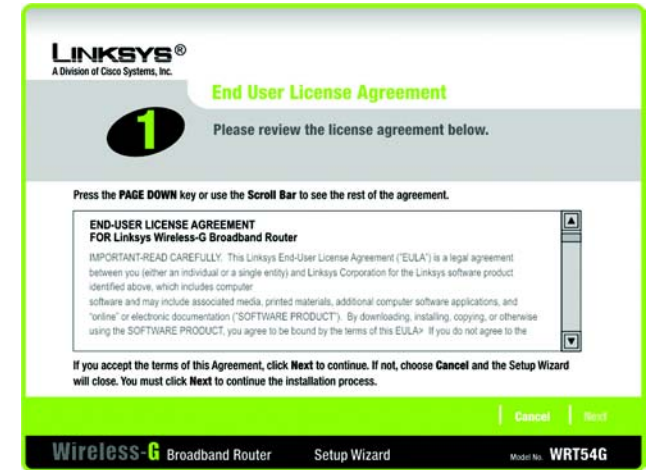 LINKSYS®
A Division of Cisco Systems, Inc.
End User License Agreement
1
Please review the license agreement below.
Press the PAGE DOWN key or use the Scroll Bar to see the rest of the agreement.
END-USER LICENSE AGREEMENT
FOR Linksys Wireless-G Broadband Router
IMPORTANT-READ CAREFULLY. This Linksys End-User License Agreement ("EULA") is a legal agreement
between you (either an individual or a single entity) and Linksys Corporation for the Linksys software product
identified above, which includes computer
software and may include associated media, printed materials, additional computer software applications, and
"online" or electronic documentation ("SOFTWARE PRODUCT"). By downloading, installing, copying, or otherwise
using the SOFTWARE PRODUCT, you agree to be bound by the terms of this EULA> If you do not agree to the
If you accept the terms of this Agreement, click Next to continue. If not, choose Cancel and the Setup Wizard
will close. You must click Next to continue the installation process.
Cancel Next
Wireless-G Broadband Router Setup Wizard Model No. WRT54G